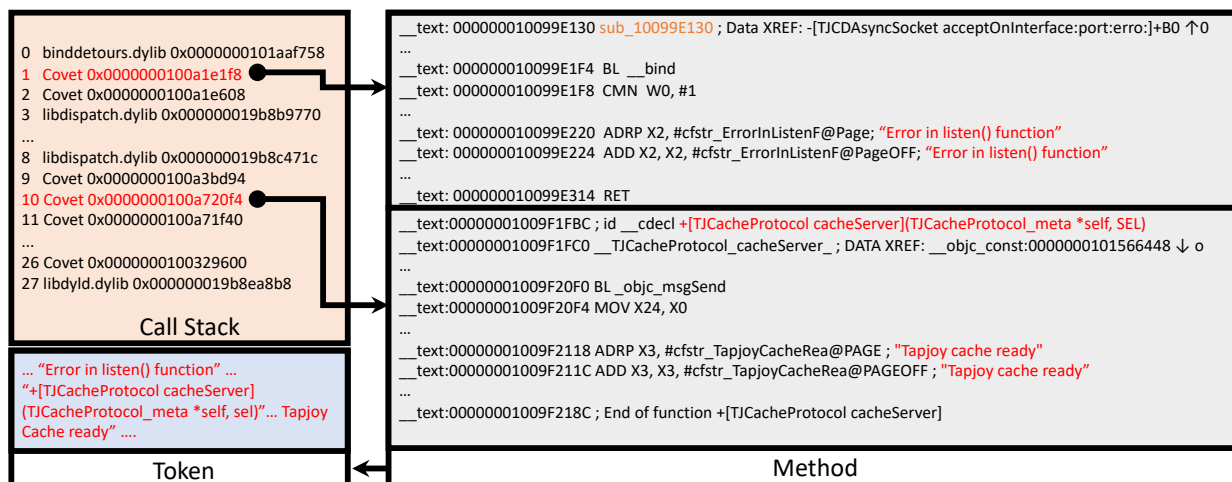 0 binddetours.dylib 0x0000000101aaf758
1 Covet 0x0000000100a1e1f8
2 Covet 0x0000000100a1e608
3 libdispatch.dylib 0x000000019b8b9770
...
8 libdispatch.dylib 0x000000019b8c471c
9 Covet 0x0000000100a3bd94
10 Covet 0x0000000100a720f4
11 Covet 0x0000000100a71f40
...
26 Covet 0x0000000100329600
27 libdyld.dylib 0x000000019b8ea8b8
Call Stack
... “Error in listen() function” ...
“+[TJCacheProtocol cacheServer]
(TJCacheProtocol_meta *self, sel)”... Tapjoy
Cache ready” ....
Token
__text: 000000010099E130 sub_10099E130 ; Data XREF: -[TJCDAsyncSocket acceptOnInterface:port:erro:]+B0 ↑0
...
__text: 000000010099E1F4 BL __bind
__text: 000000010099E1F8 CMN W0, #1
...
__text: 000000010099E220 ADRP X2, #cfstr_ErrorInListenF@Page; “Error in listen() function”
__text: 000000010099E224 ADD X2, X2, #cfstr_ErrorInListenF@PageOFF; “Error in listen() function”
...
__text: 000000010099E314 RET
__text:00000001009F1FBC ; id __cdecl +[TJCacheProtocol cacheServer](TJCacheProtocol_meta *self, SEL)
__text:00000001009F1FC0 __TJCacheProtocol_cacheServer_ ; DATA XREF: __objc_const:0000000101566448 ↓ o
...
__text:00000001009F20F0 BL _objc_msgSend
__text:00000001009F20F4 MOV X24, X0
...
__text:00000001009F2118 ADRP X3, #cfstr_TapjoyCacheRea@PAGE ; "Tapjoy cache ready"
__text:00000001009F211C ADD X3, X3, #cfstr_TapjoyCacheRea@PAGEOFF ; "Tapjoy cache ready”
...
__text:00000001009F218C ; End of function +[TJCacheProtocol cacheServer]
Method